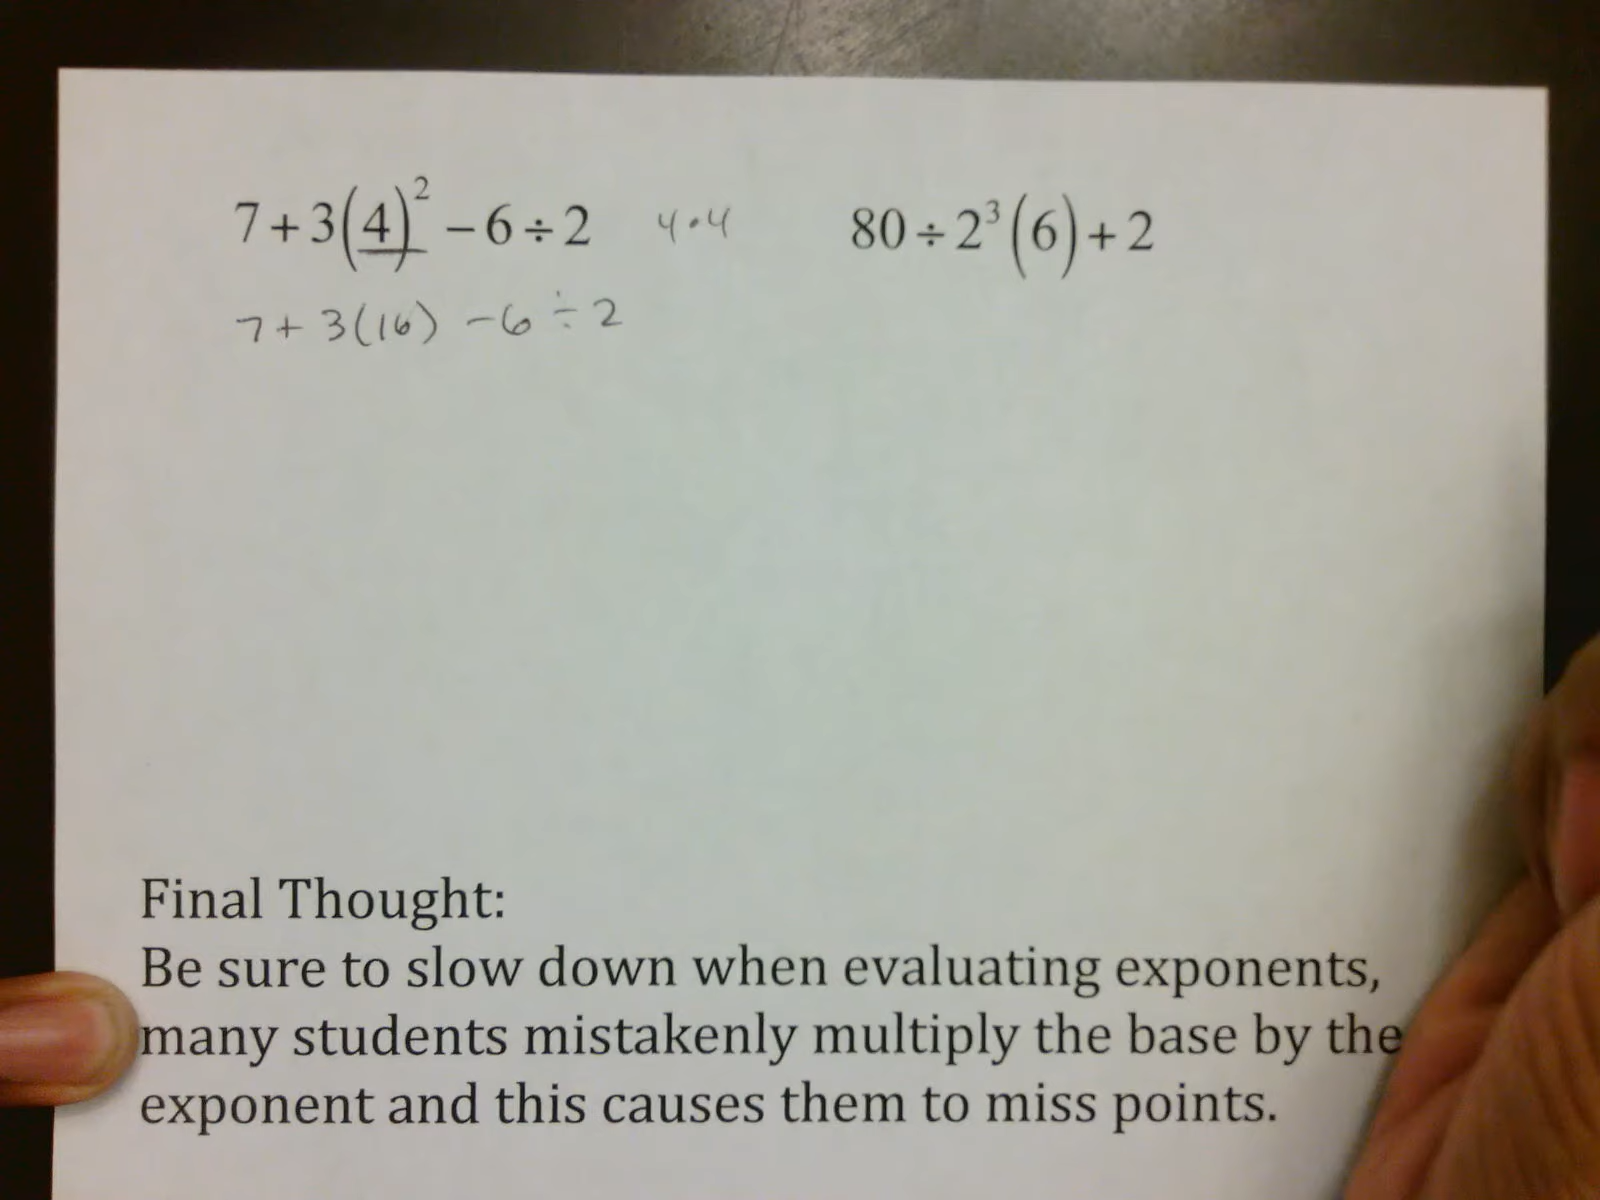 7 + 3(4)² − 6 ÷ 2 4·4 80 ÷ 2³(6) + 2
7 + 3(16) − 6 ÷ 2
Final Thought:
Be sure to slow down when evaluating exponents,
many students mistakenly multiply the base by the
exponent and this causes them to miss points.